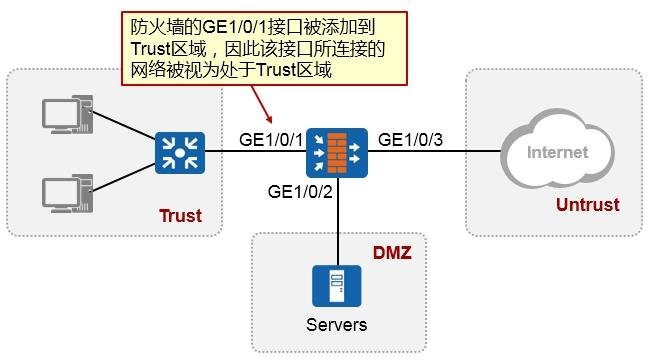 防火墙的GE1/0/1接口被添加到
Trust区域，因此该接口所连接的
网络被视为处于Trust区域
GE1/0/1
GE1/0/3
GE1/0/2
Internet
Trust
Untrust
DMZ
Servers